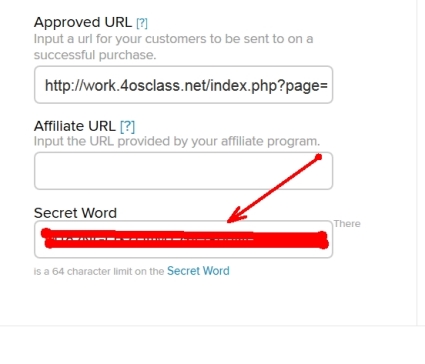 Approved URL [?]
Input a url for your customers to be sent to on a
successful purchase.
http://work.4osclass.net/index.php?page=
Affiliate URL [?]
Input the URL provided by your affiliate program.
Secret Word
There
is a 64 character limit on the Secret Word